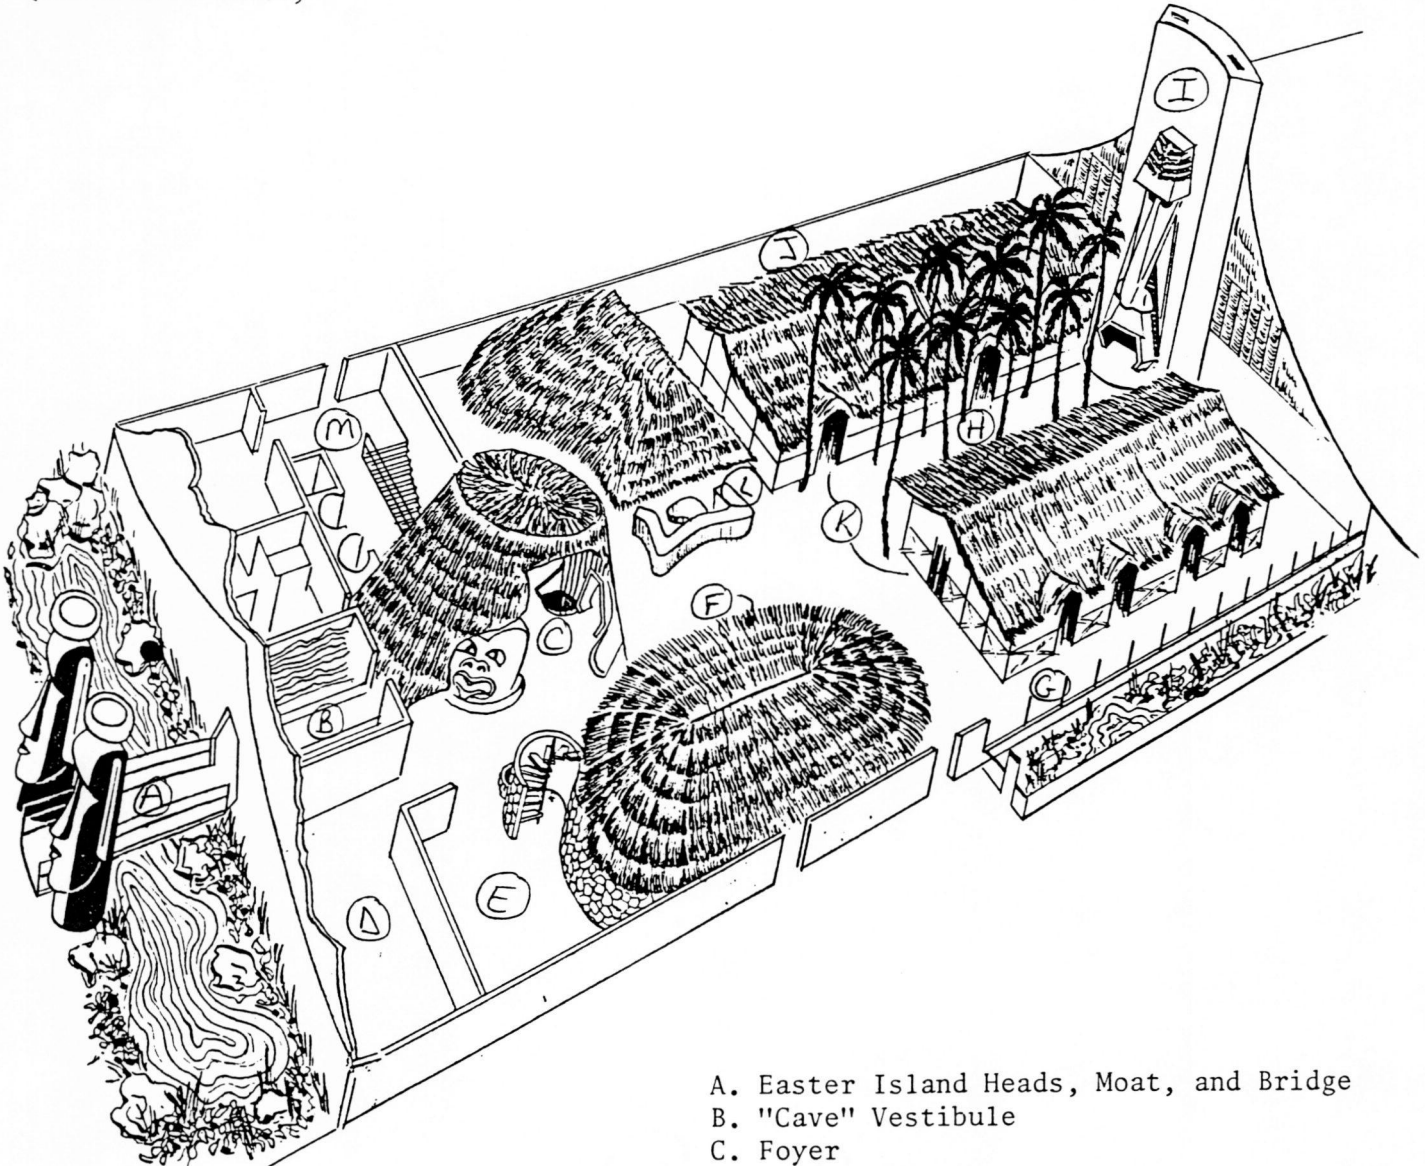 I
J
M
H
L
K
C
F
G
B
A
E
D
A. Easter Island Heads, Moat, and Bridge
B. "Cave" Vestibule
C. Foyer